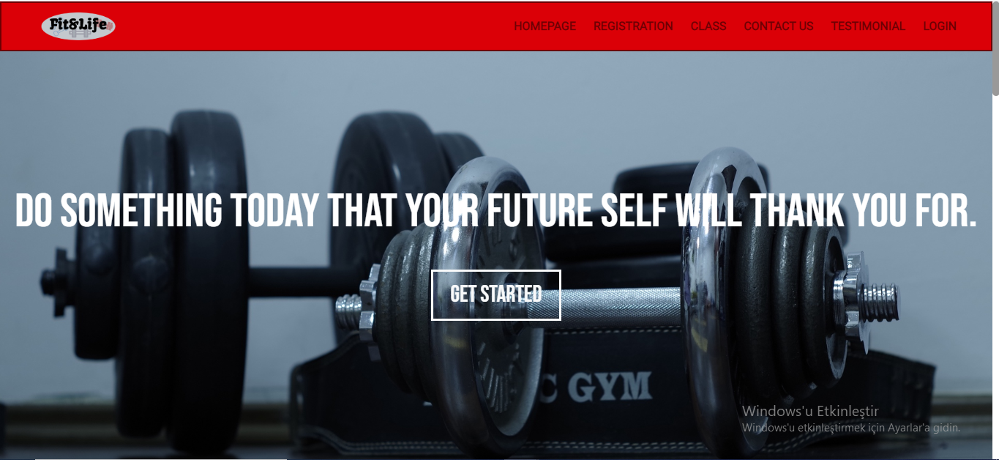 Fit&Life
HOMEPAGE REGISTRATION CLASS CONTACT US TESTIMONIAL LOGIN
DO SOMETHING TODAY THAT YOUR FUTURE SELF WILL THANK YOU FOR.
GET STARTED
C GYM
Windows'u Etkinleştir
Windows'u etkinleştirmek için Ayarlar'a gidin.